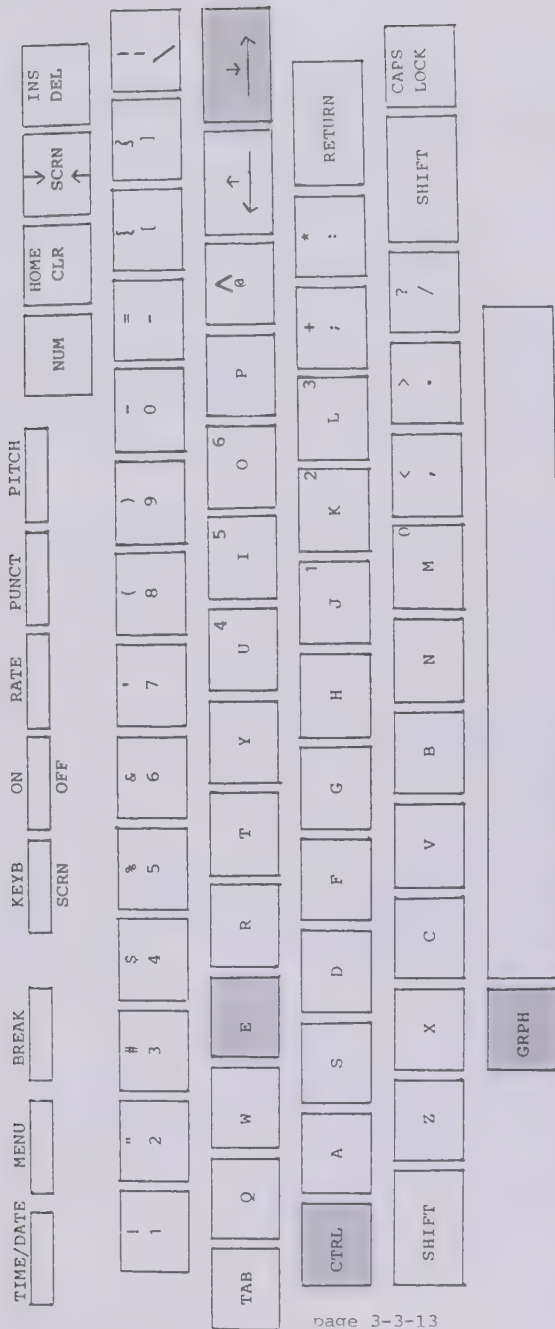 TIME/DATE MENU BREAK KEYB ON RATE PUNCT PITCH HOME INS
SCRN OFF NUM CLR SCRN DEL
! " # $ % & ' ( ) - = { } ¦
1 2 3 4 5 6 7 8 9 0 - [ ] \
4 5 6 ^
TAB Q W E R T Y U I O P @ ← →
1 2 3 + *
CTRL A S D F G H J K L ; : RETURN
0 < > ? CAPS
SHIFT Z X C V B N M , . / SHIFT LOCK
GRPH
page 3-3-13